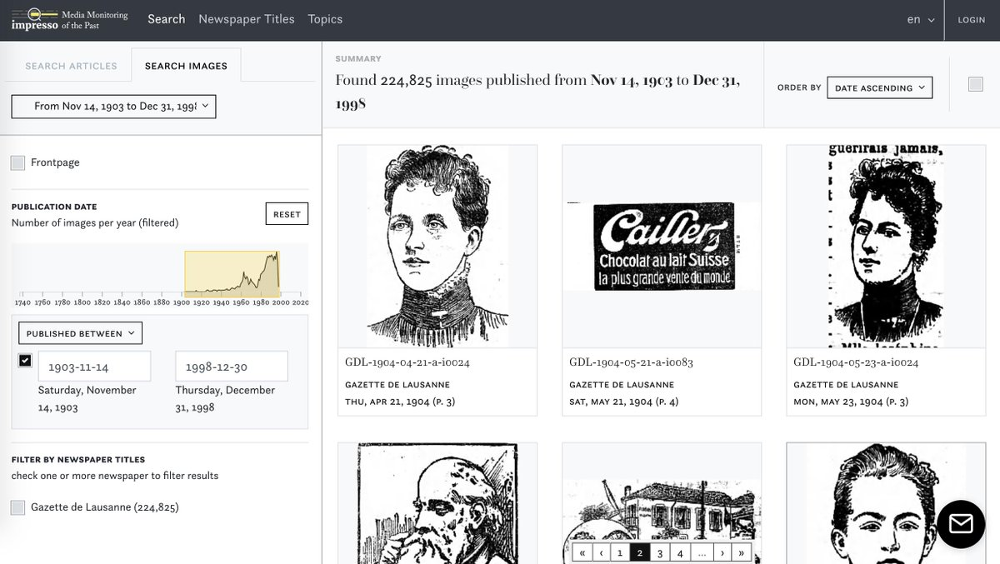 impresso
Media Monitoring
of the Past
Search Newspaper Titles Topics
en
LOGIN
SEARCH ARTICLES
SEARCH IMAGES
From Nov 14, 1903 to Dec 31, 199
Frontpage
PUBLICATION DATE
Number of images per year (filtered)
RESET
1740 1760 1780 1800 1820 1840 1860 1880 1900 1920 1940 1960 1980 2000 2020
PUBLISHED BETWEEN
1903-11-14
1998-12-30
Saturday, November
14, 1903
Thursday, December
31, 1998
FILTER BY NEWSPAPER TITLES
check one or more newspaper to filter results
Gazette de Lausanne (224,825)
SUMMARY
Found 224,825 images published from Nov 14, 1903 to Dec 31,
1998
ORDER BY
DATE ASCENDING
GDL-1904-04-21-a-i0024
GAZETTE DE LAUSANNE
THU, APR 21, 1904 (P. 3)
Cailler's
Chocolat au lait Suisse
la plus grande vente du monde.
GDL-1904-05-21-a-i0083
GAZETTE DE LAUSANNE
SAT, MAY 21, 1904 (P. 4)
guerirais jamais,
GDL-1904-05-23-a-i0024
GAZETTE DE LAUSANNE
MON, MAY 23, 1904 (P. 3)
« ‹ 1 2 3 4 ... › »